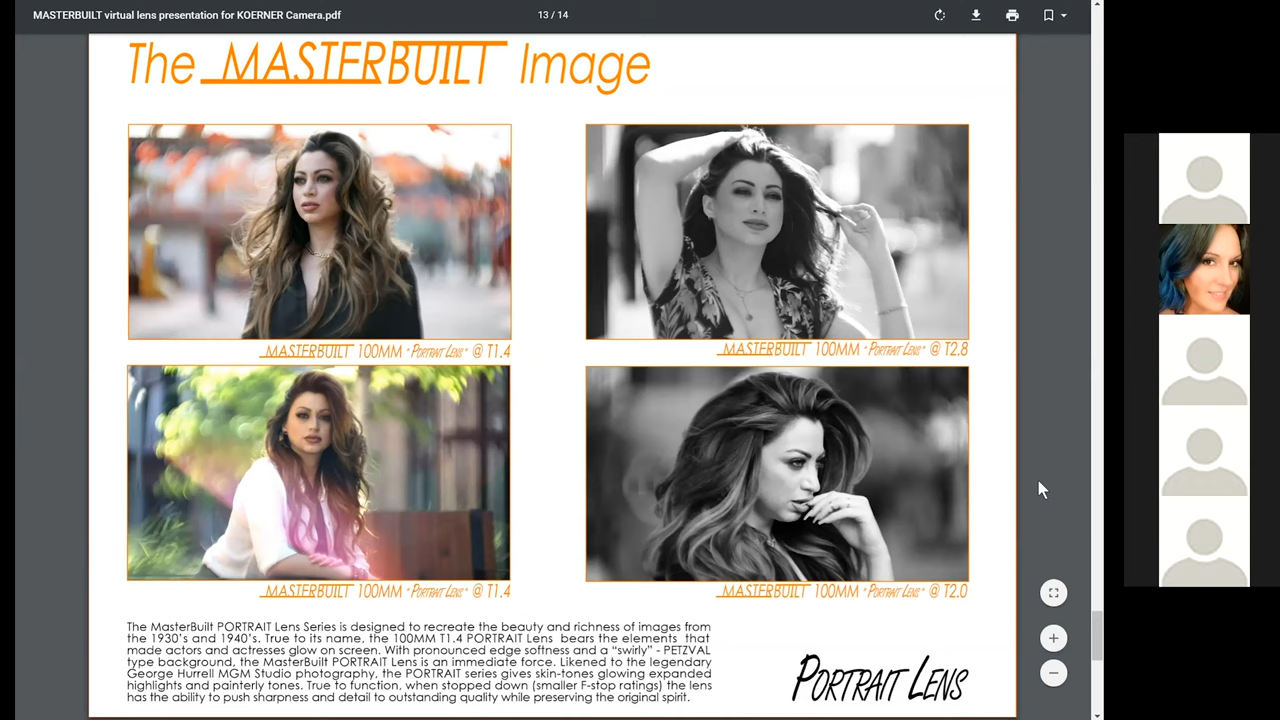 MASTERBUILT virtual lens presentation for KOERNER Camera.pdf
13 / 14
The MASTERBUILT Image
MASTERBUILT 100MM "PORTRAIT LENS" @ T1.4
MASTERBUILT 100MM "PORTRAIT LENS" @ T2.8
MASTERBUILT 100MM "PORTRAIT LENS" @ T1.4
MASTERBUILT 100MM "PORTRAIT LENS" @ T2.0
The MasterBuilt PORTRAIT Lens Series is designed to recreate the beauty and richness of images from
the 1930's and 1940's. True to its name, the 100MM T1.4 PORTRAIT Lens bears the elements that
made actors and actresses glow on screen. With pronounced edge softness and a "swirly" - PETZVAL
type background, the MasterBuilt PORTRAIT Lens is an immediate force. Likened to the legendary
George Hurrell MGM Studio photography, the PORTRAIT series gives skin-tones glowing expanded
highlights and painterly tones. True to function, when stopped down (smaller F-stop ratings) the lens
has the ability to push sharpness and detail to outstanding quality while preserving the original spirit.
PORTRAIT LENS